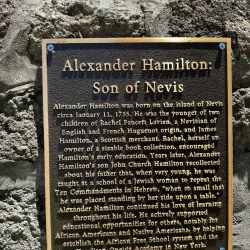 Alexander Hamilton:
Son of Nevis
Alexander Hamilton was born on the island of Nevis
circa January 11, 1755. He was the younger of two
children of Rachel Faucett Levien, a Nevisian of
English and French Huguenot origin, and James
Hamilton, a Scottish merchant. Rachel, herself an
owner of a sizable book collection, encouraged
Hamilton's early education. Years later, Alexander
Hamilton's son John Church Hamilton recollected
about his father that, when very young, he was
taught at a school of a Jewish woman to repeat the
Ten Commandments in Hebrew, "when so small that
he was placed standing by her side upon a table."
Alexander Hamilton continued his love of learning
throughout his life. He actively supported
educational opportunities for others, notably for
African Americans and Native Americans, by helping
establish the African Free School system and the
Oneida Academy in New York.